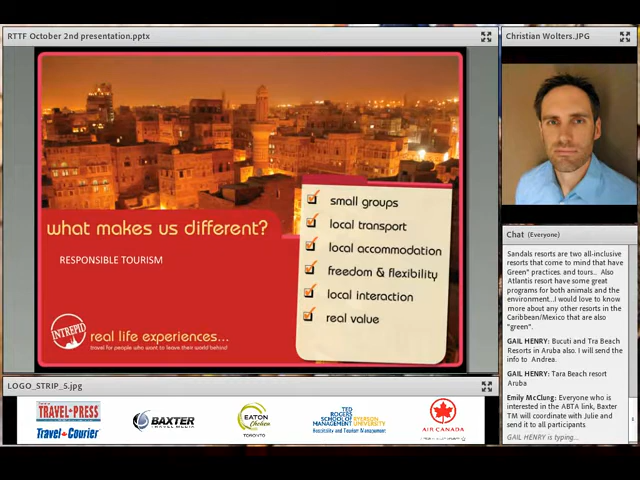 RTTF October 2nd presentation.pptx
what makes us different?
RESPONSIBLE TOURISM
small groups
local transport
local accommodation
freedom & flexibility
local interaction
real value
INTREPID
real life experiences...
travel for people who want to leave their world behind!
LOGO_STRIP_5.jpg
TRAVEL PRESS
Travel Courier
BAXTER
TRAVEL MEDIA
EATON
Chelsea
TORONTO
TED
ROGERS
SCHOOL OF
MANAGEMENT
RYERSON
UNIVERSITY
Hospitality and Tourism Management
AIR CANADA
Christian Wolters.JPG
Chat (Everyone)
Sandals resorts are two all-inclusive
resorts that come to mind that have
Green" practices. and tours... Also
Atlantis resort have some great
programs for both animals and the
environment...I would love to know
more about any other resorts in the
Caribbean/Mexico that are also
"green".
GAIL HENRY: Bucuti and Tra Beach
Resorts in Aruba also. I will send the
info to Andrea.
GAIL HENRY: Tara Beach resort
Aruba
Emily McClung: Everyone who is
interested in the ABTA link, Baxter
TM will coordinate with Julie and
send it to all participants
GAIL HENRY is typing...